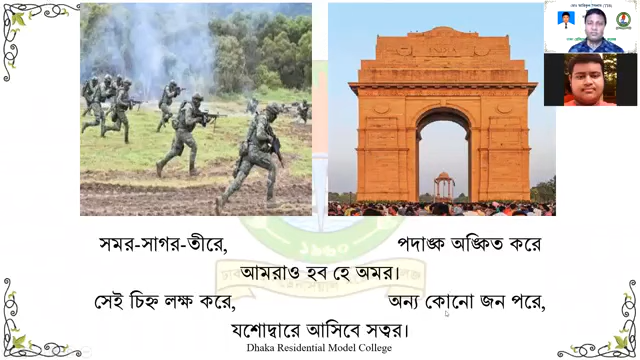 INDIA
সমর-সাগর-তীরে, পদাঙ্ক অঙ্কিত করে
আমরাও হব হে অমর।
সেই চিহ্ন লক্ষ করে, অন্য কোনো জন পরে,
যশোদ্বারে আসিবে সত্বর।
Dhaka Residential Model College